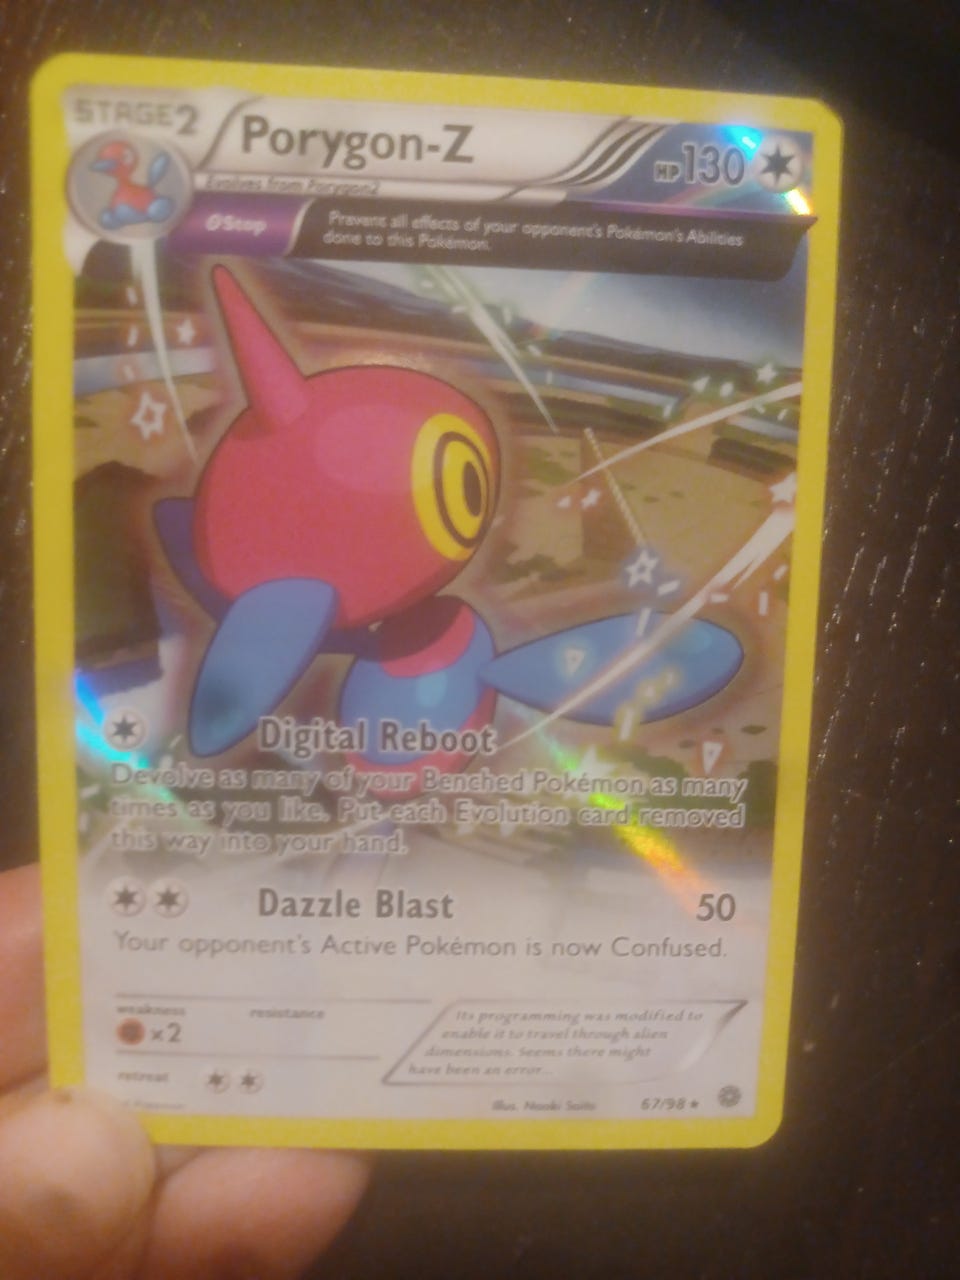 STAGE2
Porygon-Z
HP130
Evolves from Porygon2
Stop
Prevent all effects of your opponent's Pokémon's Abilities
done to this Pokémon.
Digital Reboot
Devolve as many of your Benched Pokémon as many
times as you like. Put each Evolution card removed
this way into your hand.
Dazzle Blast 50
Your opponent's Active Pokémon is now Confused.
weakness resistance
×2
Its programming was modified to
enable it to travel through alien
dimensions. Seems there might
have been an error...
retreat
Pokémon Illus. Naoki Saito 67/98